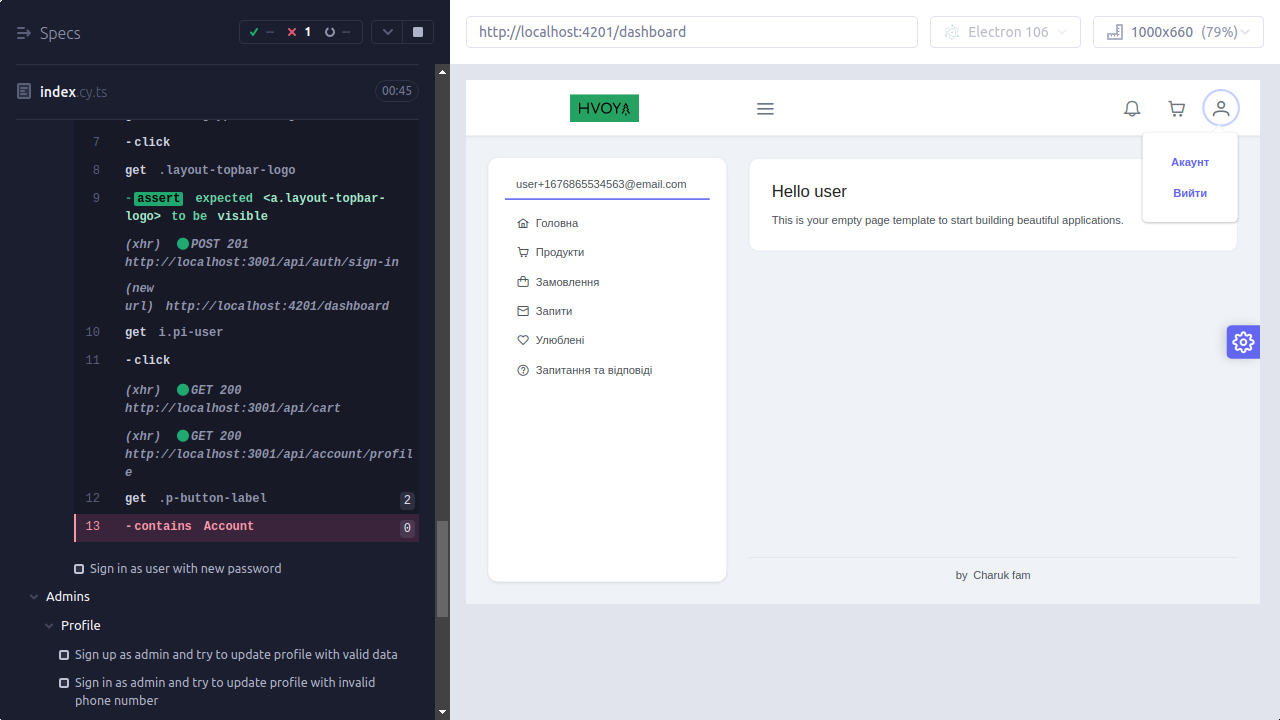 Specs
✓ -- ✕ 1 --
index.cy.ts
00:45
7 -click
8 get .layout-topbar-logo
9 -assert expected <a.layout-topbar-
logo> to be visible
(xhr) POST 201
http://localhost:3001/api/auth/sign-in
(new
url) http://localhost:4201/dashboard
10 get i.pi-user
11 -click
(xhr) GET 200
http://localhost:3001/api/cart
(xhr) GET 200
http://localhost:3001/api/account/profil
e
12 get .p-button-label 2
13 -contains Account 0
Sign in as user with new password
Admins
Profile
Sign up as admin and try to update profile with valid data
Sign in as admin and try to update profile with invalid
phone number
http://localhost:4201/dashboard
Electron 106
1000x660 (79%)
HVOYA
Акаунт
Вийти
user+1676865534563@email.com
Головна
Продукти
Замовлення
Запити
Улюблені
Запитання та відповіді
Hello user
This is your empty page template to start building beautiful applications.
by Charuk fam